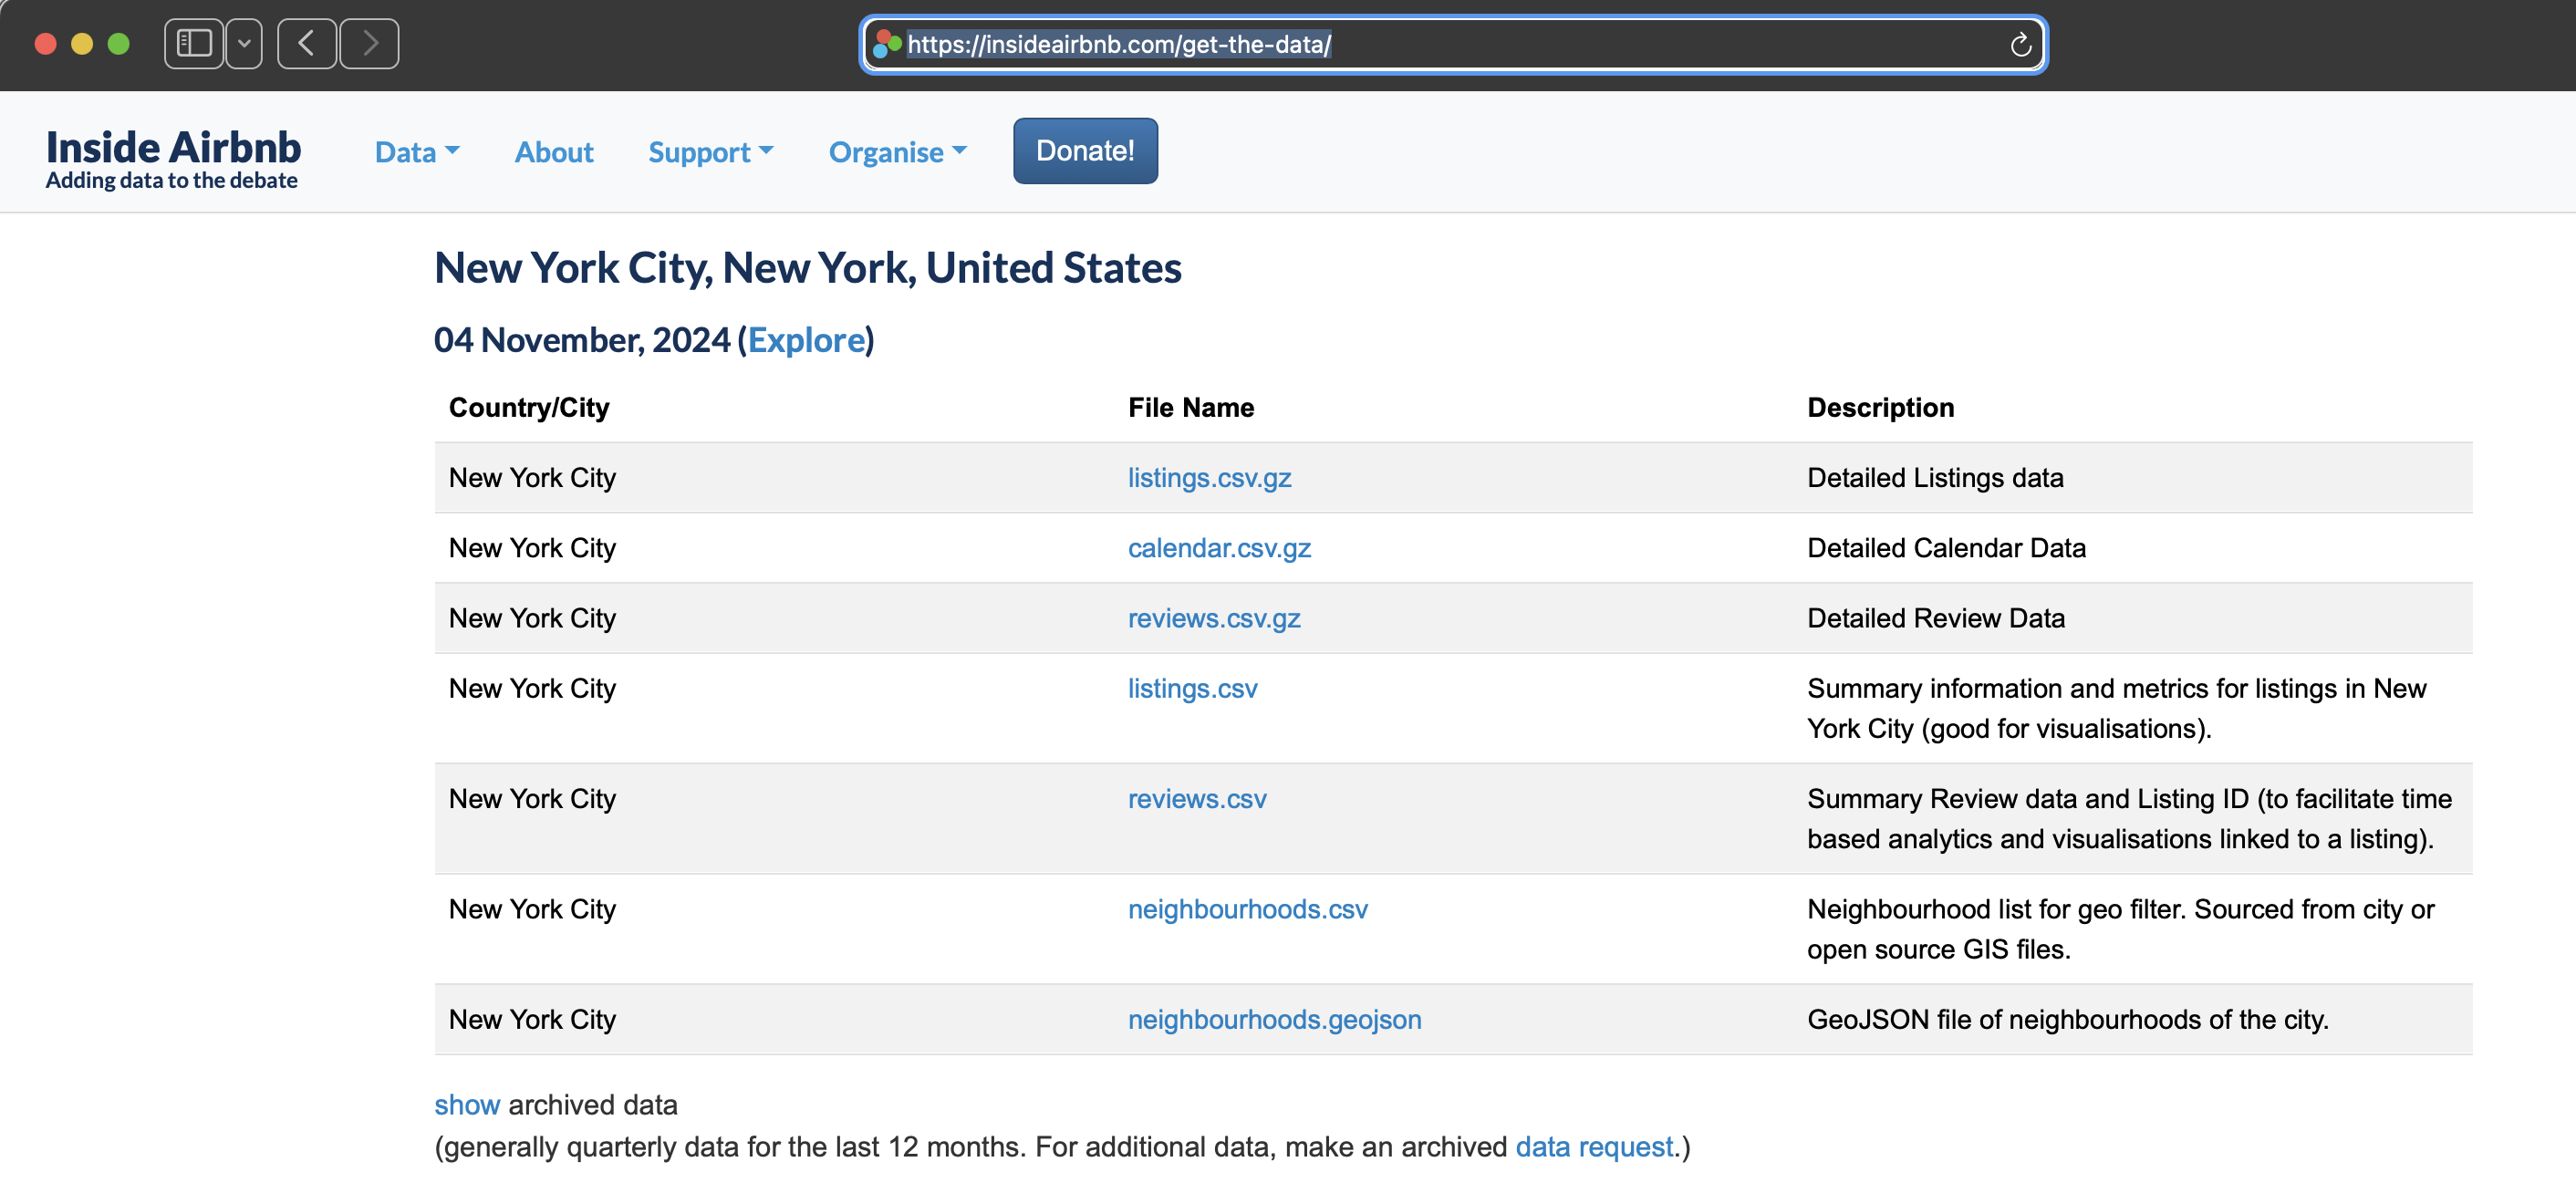 https://insideairbnb.com/get-the-data/
Inside Airbnb
Adding data to the debate
Data
About
Support
Organise
Donate!
New York City, New York, United States
04 November, 2024 (Explore)
Country/City File Name Description
New York City listings.csv.gz Detailed Listings data
New York City calendar.csv.gz Detailed Calendar Data
New York City reviews.csv.gz Detailed Review Data
New York City listings.csv Summary information and metrics for listings in New
York City (good for visualisations).
New York City reviews.csv Summary Review data and Listing ID (to facilitate time
based analytics and visualisations linked to a listing).
New York City neighbourhoods.csv Neighbourhood list for geo filter. Sourced from city or
open source GIS files.
New York City neighbourhoods.geojson GeoJSON file of neighbourhoods of the city.
show archived data
(generally quarterly data for the last 12 months. For additional data, make an archived data request.)